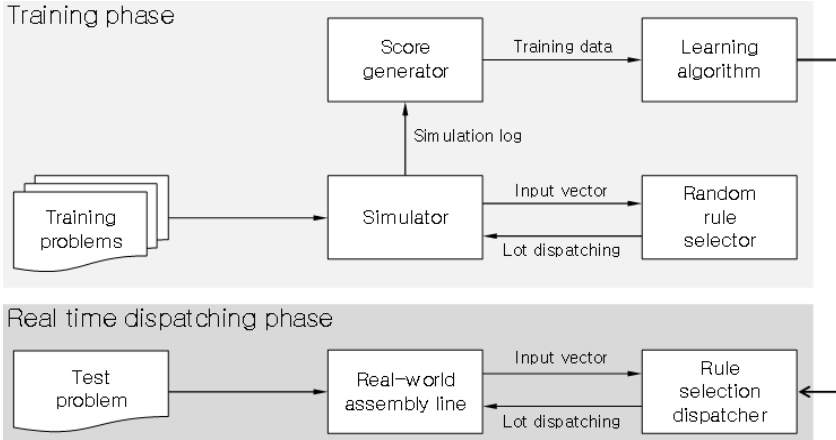 Training phase
Score
generator
Training data
Learning
algorithm
Simulation log
Training
problems
Simulator
Input vector
Lot dispatching
Random
rule
selector
Real time dispatching phase
Test
problem
Real-world
assembly line
Input vector
Lot dispatching
Rule
selection
dispatcher